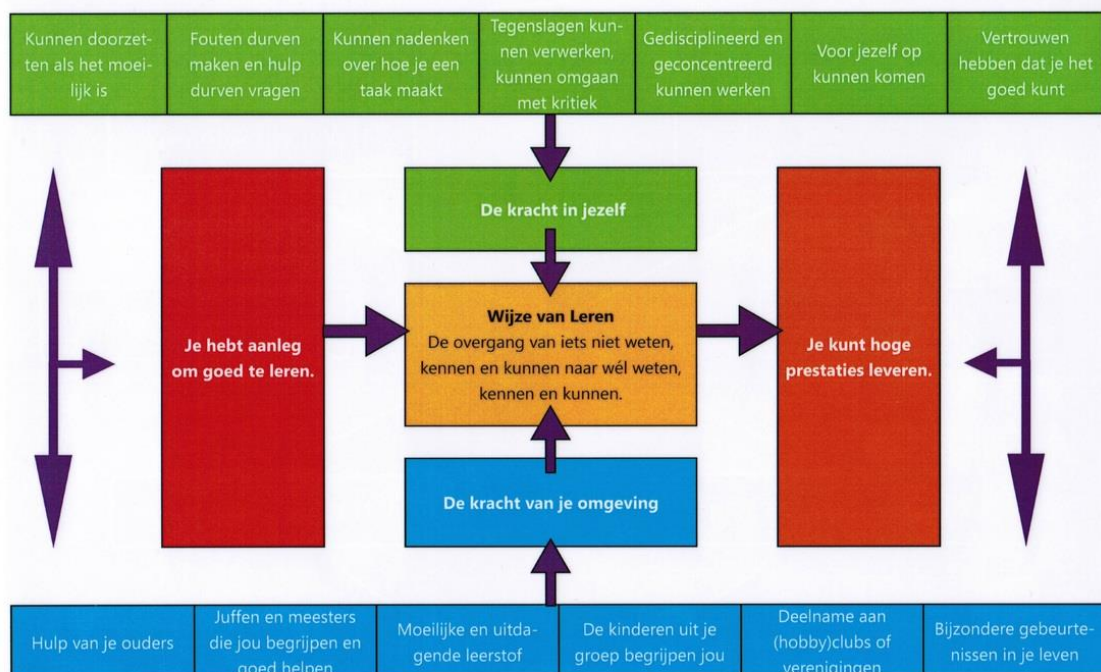 Kunnen doorzet-
ten als het moei-
lijk is
Fouten durven
maken en hulp
durven vragen
Kunnen nadenken
over hoe je een
taak maakt
Tegenslagen kun-
nen verwerken,
kunnen omgaan
met kritiek
Gedisciplineerd en
geconcentreerd
kunnen werken
Voor jezelf op
kunnen komen
Vertrouwen
hebben dat je het
goed kunt
De kracht in jezelf
Je hebt aanleg
om goed te leren.
Wijze van Leren
De overgang van iets niet weten,
kennen en kunnen naar wél weten,
kennen en kunnen.
Je kunt hoge
prestaties leveren.
De kracht van je omgeving
Hulp van je ouders
Juffen en meesters
die jou begrijpen en
goed helpen
Moeilijke en uitda-
gende leerstof
De kinderen uit je
groep begrijpen jou
Deelname aan
(hobby)clubs of
verenigingen
Bijzondere gebeurte-
nissen in je leven